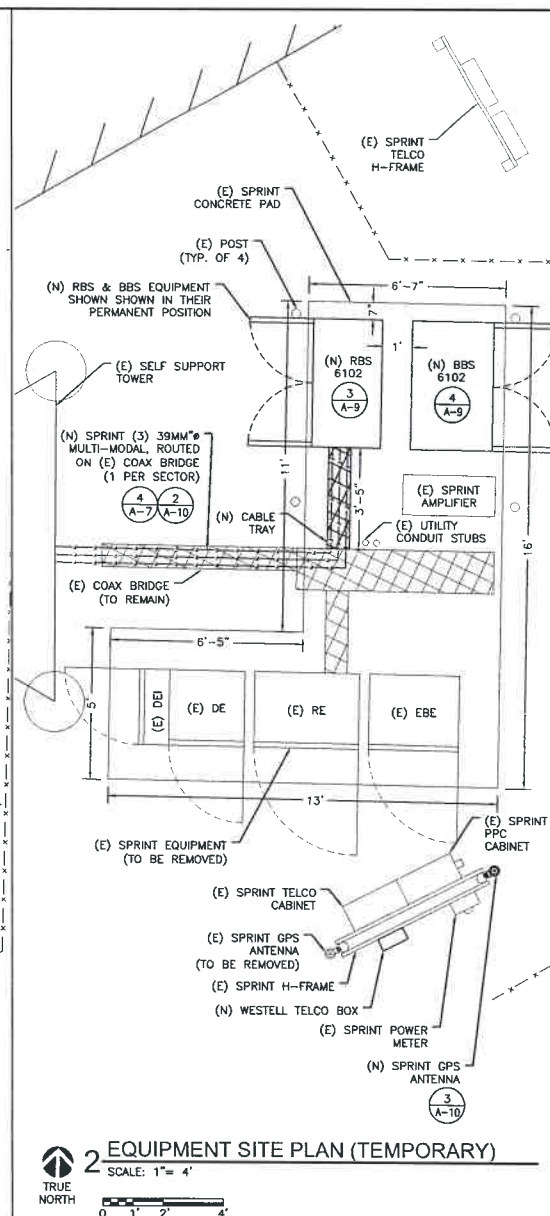 (E) SPRINT
TELCO
H-FRAME
(E) SPRINT
CONCRETE PAD
(E) POST
(TYP. OF 4)
6'-7"
(N) RBS & BBS EQUIPMENT
SHOWN SHOWN IN THEIR
PERMANENT POSITION
7"
1'
(N) RBS
6102
3
A-9
(N) BBS
6102
4
A-9
(E) SELF SUPPORT
TOWER
(N) SPRINT (3) 39MM"ø
MULTI-MODAL, ROUTED
ON (E) COAX BRIDGE
(1 PER SECTOR)
4
A-7
2
A-10
11'
3'-5"
(E) SPRINT
AMPLIFIER
(N) CABLE
TRAY
(E) UTILITY
CONDUIT STUBS
16'
(E) COAX BRIDGE
(TO REMAIN)
6'-5"
5'
(E) DEI
(E) DE
(E) RE
(E) EBE
13'
(E) SPRINT EQUIPMENT
(TO BE REMOVED)
(E) SPRINT
PPC
CABINET
(E) SPRINT TELCO
CABINET
(E) SPRINT GPS
ANTENNA
(TO BE REMOVED)
(E) SPRINT H-FRAME
(N) WESTELL TELCO BOX
(E) SPRINT POWER
METER
(N) SPRINT GPS
ANTENNA
3
A-10
TRUE
NORTH
2 EQUIPMENT SITE PLAN (TEMPORARY)
SCALE: 1"= 4'
0 1' 2' 4'